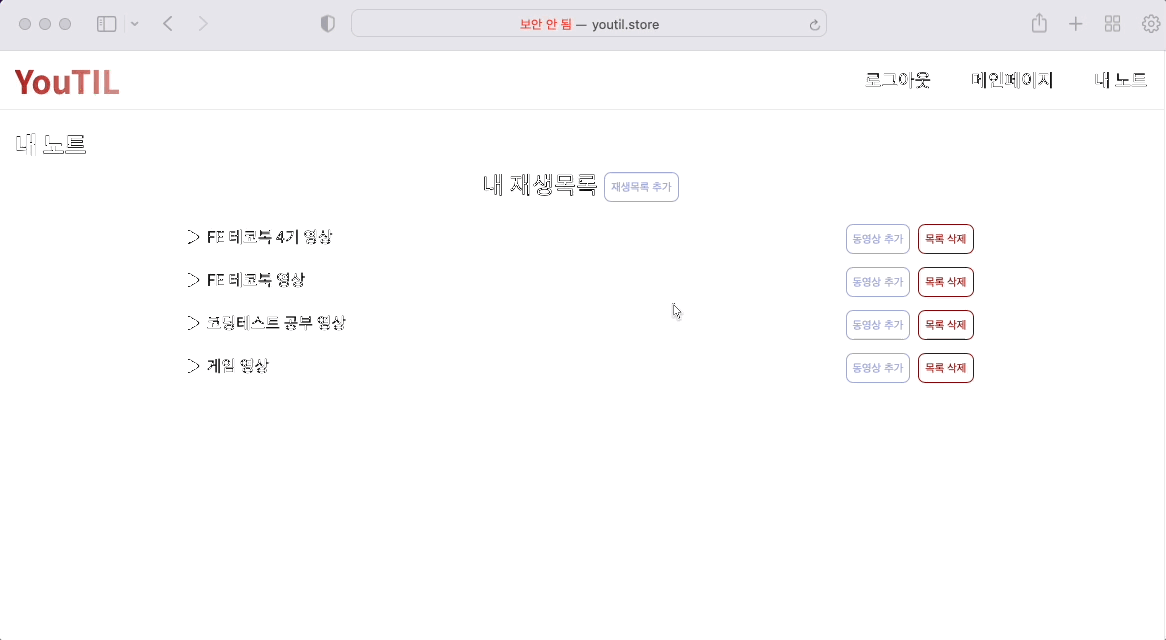 보안 안 됨 — youtil.store
YouTIL
로그아웃 메인페이지 내 노트
내 노트
내 재생목록 재생목록 추가
FE 테코톡 4기 영상 동영상 추가 목록 삭제
FE 테코톡 영상 동영상 추가 목록 삭제
코딩테스트 공부 영상 동영상 추가 목록 삭제
게임 영상 동영상 추가 목록 삭제